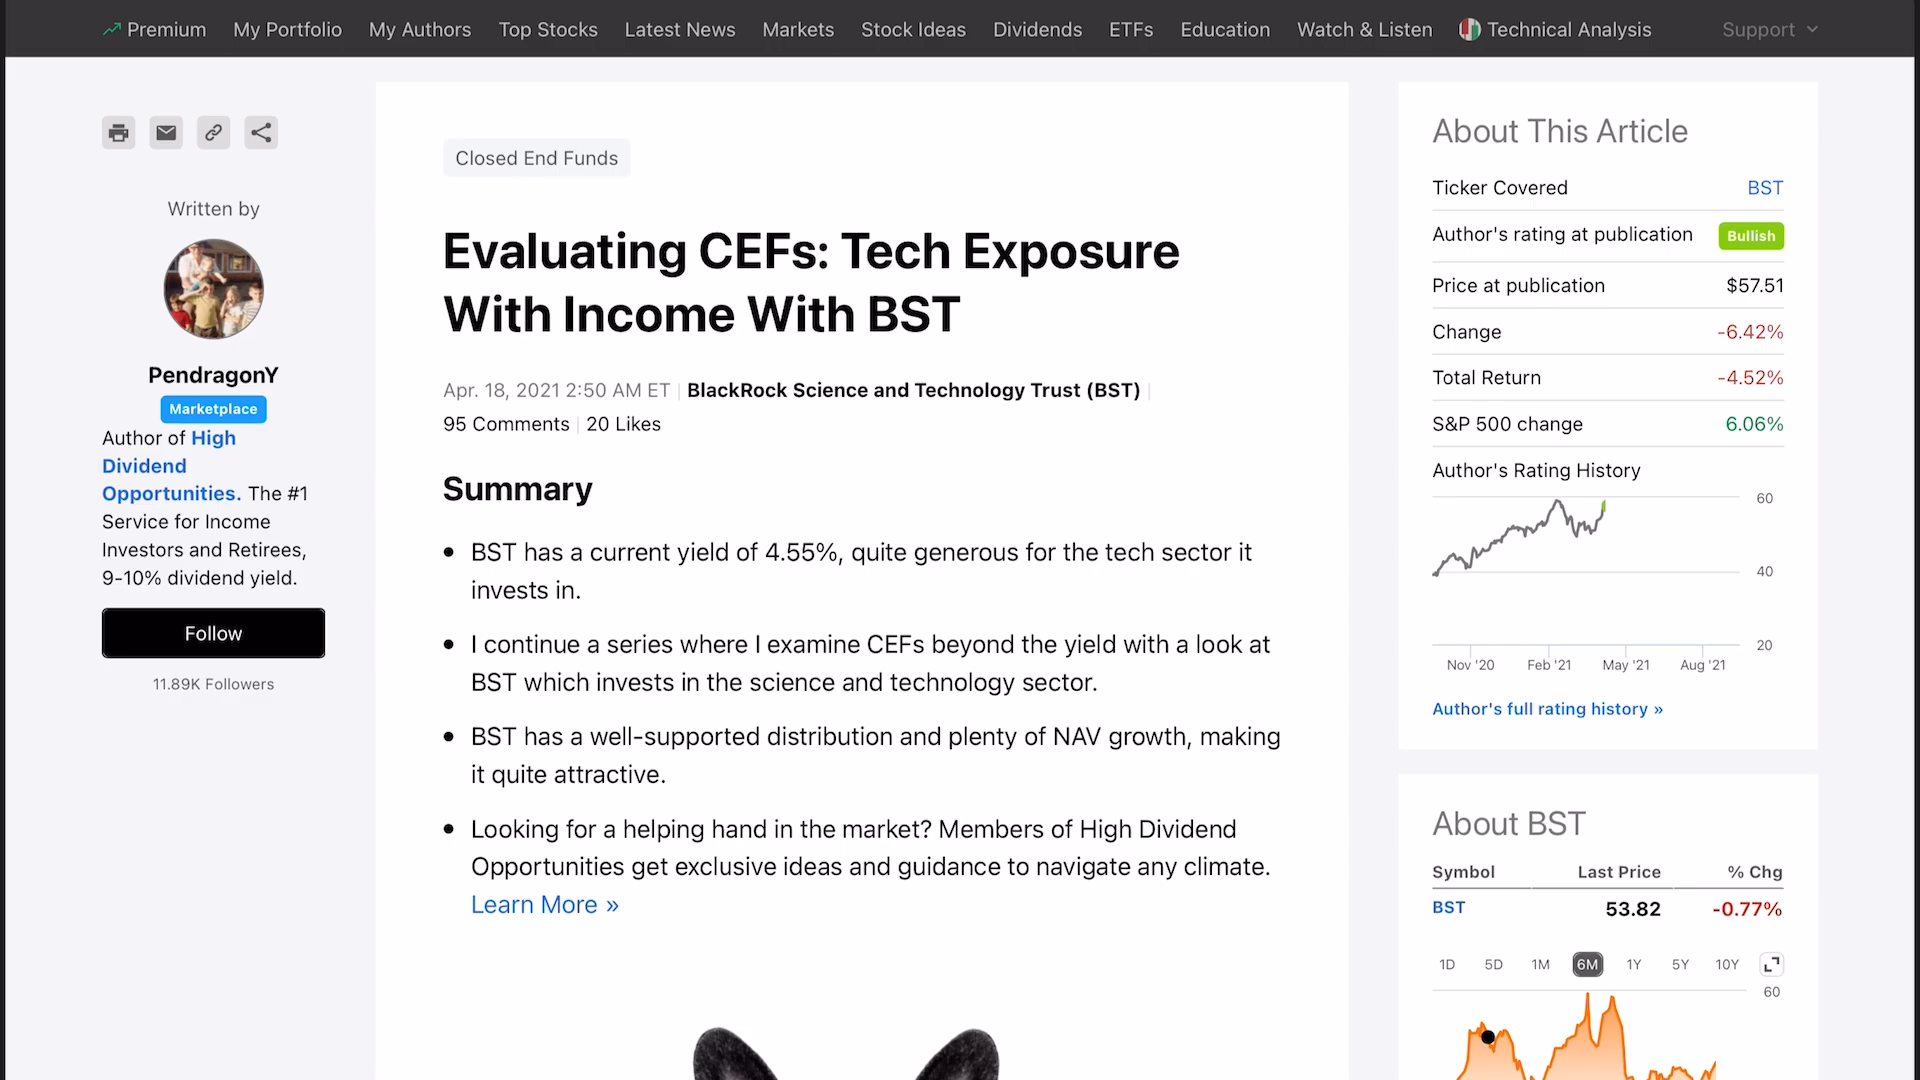 Premium My Portfolio My Authors Top Stocks Latest News Markets Stock Ideas Dividends ETFs Education Watch & Listen Technical Analysis Support
Written by
PendragonY
Marketplace
Author of High
Dividend
Opportunities. The #1
Service for Income
Investors and Retirees,
9-10% dividend yield.
Follow
11.89K Followers
Closed End Funds
Evaluating CEFs: Tech Exposure
With Income With BST
Apr. 18, 2021 2:50 AM ET | BlackRock Science and Technology Trust (BST) |
95 Comments | 20 Likes
Summary
• BST has a current yield of 4.55%, quite generous for the tech sector it
invests in.
• I continue a series where I examine CEFs beyond the yield with a look at
BST which invests in the science and technology sector.
• BST has a well-supported distribution and plenty of NAV growth, making
it quite attractive.
• Looking for a helping hand in the market? Members of High Dividend
Opportunities get exclusive ideas and guidance to navigate any climate.
Learn More »
About This Article
Ticker Covered BST
Author's rating at publication Bullish
Price at publication $57.51
Change -6.42%
Total Return -4.52%
S&P 500 change 6.06%
Author's Rating History
60
40
20
Nov '20 Feb '21 May '21 Aug '21
Author's full rating history »
About BST
Symbol Last Price % Chg
BST 53.82 -0.77%
1D 5D 1M 6M 1Y 5Y 10Y
60